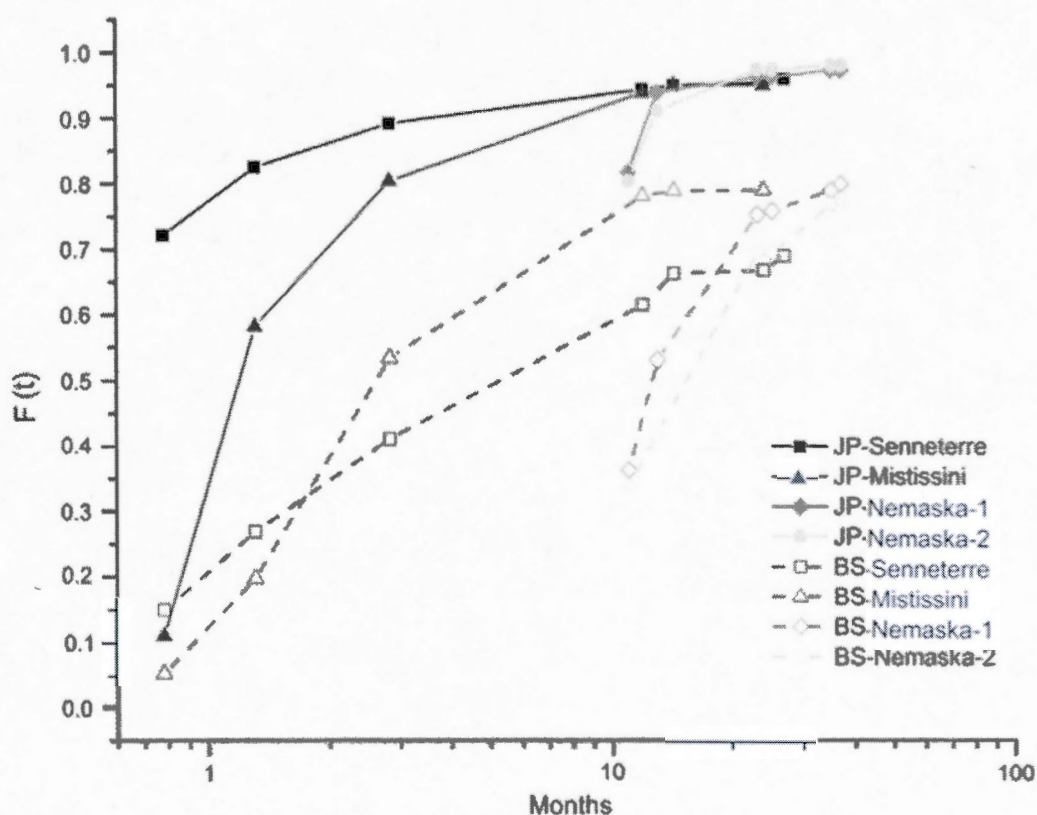 1.0
0.9
0.8
0.7
0.6
0.5
0.4
0.3
0.2
0.1
0.0
F (t)
JP-Senneterre
JP-Mistissini
JP-Nemaska-1
JP-Nemaska-2
BS-Senneterre
BS-Mistissini
BS-Nemaska-1
BS-Nemaska-2
1 10 100
Months